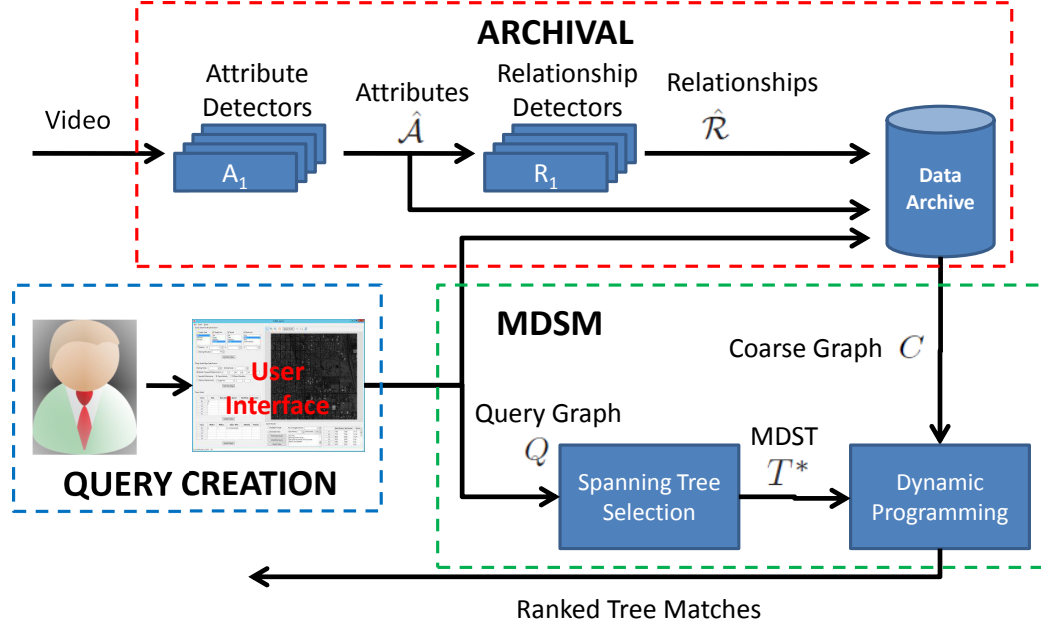 ARCHIVAL
Video
Attribute
Detectors
A₁
Attributes
Â
Relationship
Detectors
R₁
Relationships
R̂
Data
Archive
User
Interface
QUERY CREATION
MDSM
Query Graph
Q
Spanning Tree
Selection
MDST
T*
Coarse Graph C
Dynamic
Programming
Ranked Tree Matches